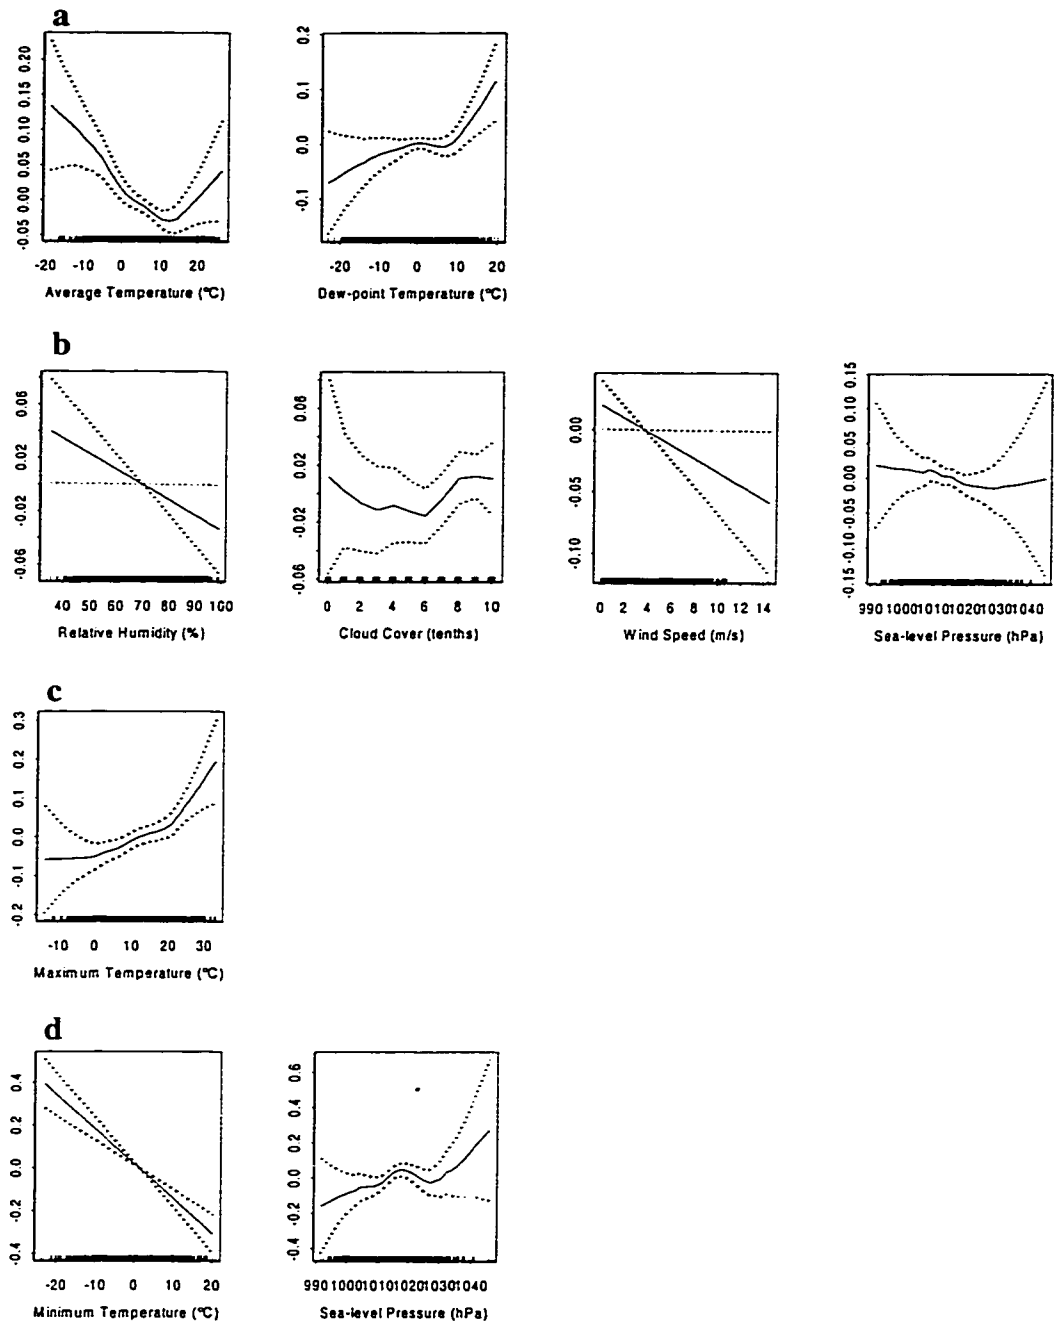 a
0.20
0.15
0.10
0.05
0.00
-0.05
-20 -10 0 10 20
Average Temperature (°C)
0.2
0.1
0.0
-0.1
-20 -10 0 10 20
Dew-point Temperature (°C)
b
0.06
0.02
-0.02
-0.06
40 50 60 70 80 90 100
Relative Humidity (%)
0.06
0.02
-0.02
-0.06
0 2 4 6 8 10
Cloud Cover (tenths)
0.00
-0.05
-0.10
0 2 4 6 8 10 12 14
Wind Speed (m/s)
0.15
0.10
0.05
0.00
-0.05
-0.10
-0.15
990 1000 1010 1020 1030 1040
Sea-level Pressure (hPa)
c
0.3
0.2
0.1
0.0
-0.1
-0.2
-10 0 10 20 30
Maximum Temperature (°C)
d
0.4
0.2
0.0
-0.2
-0.4
-20 -10 0 10 20
Minimum Temperature (°C)
0.6
0.4
0.2
0.0
-0.2
-0.4
990 1000 1010 1020 1030 1040
Sea-level Pressure (hPa)